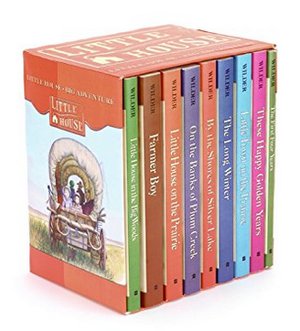 LITTLE
HOUSE
LITTLE HOUSE • BIG ADVENTURE
LITTLE
HOUSE
WILDER
Little House in the Big Woods
WILDER
Farmer Boy
WILDER
Little House on the Prairie
WILDER
On the Banks of Plum Creek
WILDER
By the Shores of Silver Lake
WILDER
The Long Winter
WILDER
Little Town on the Prairie
WILDER
These Happy Golden Years
WILDER
The First Four Years